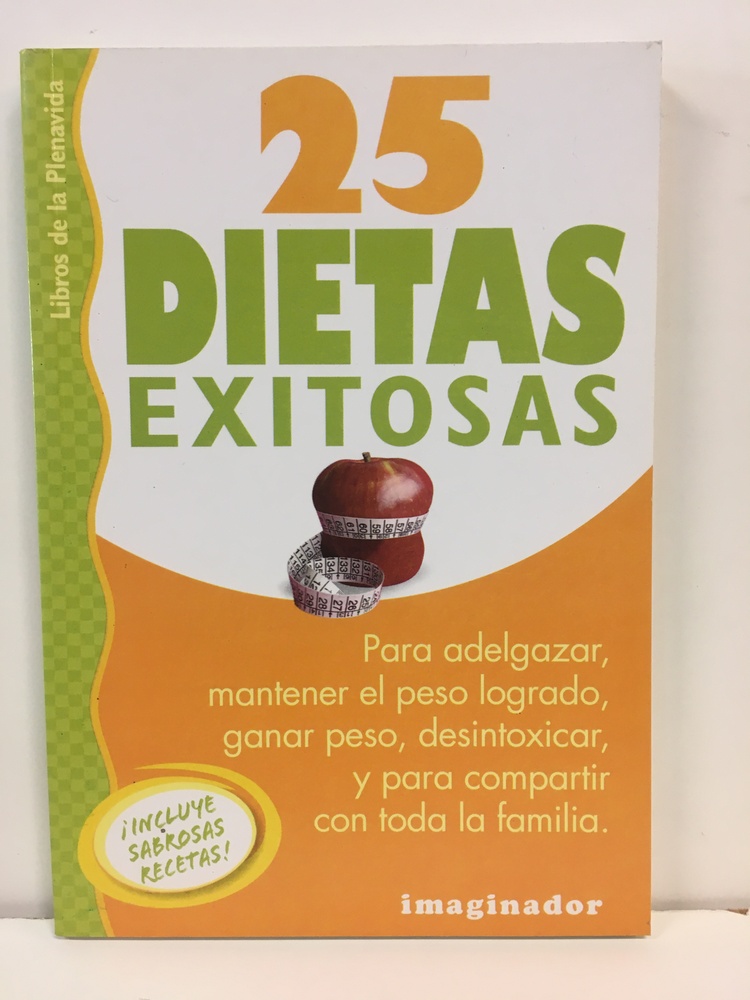 Libros de la Plenavida
25
DIETAS
EXITOSAS
Para adelgazar,
mantener el peso logrado,
ganar peso, desintoxicar,
y para compartir
con toda la familia.
¡INCLUYE
SABROSAS
RECETAS!
imaginador